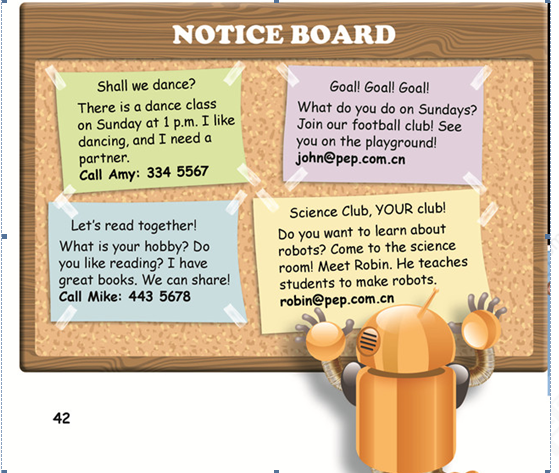 NOTICE BOARD
Shall we dance?
There is a dance class
on Sunday at 1 p.m. I like
dancing, and I need a
partner.
Call Amy: 334 5567
Goal! Goal! Goal!
What do you do on Sundays?
Join our football club! See
you on the playground!
john@pep.com.cn
Let's read together!
What is your hobby? Do
you like reading? I have
great books. We can share!
Call Mike: 443 5678
Science Club, YOUR club!
Do you want to learn about
robots? Come to the science
room! Meet Robin. He teaches
students to make robots.
robin@pep.com.cn
42